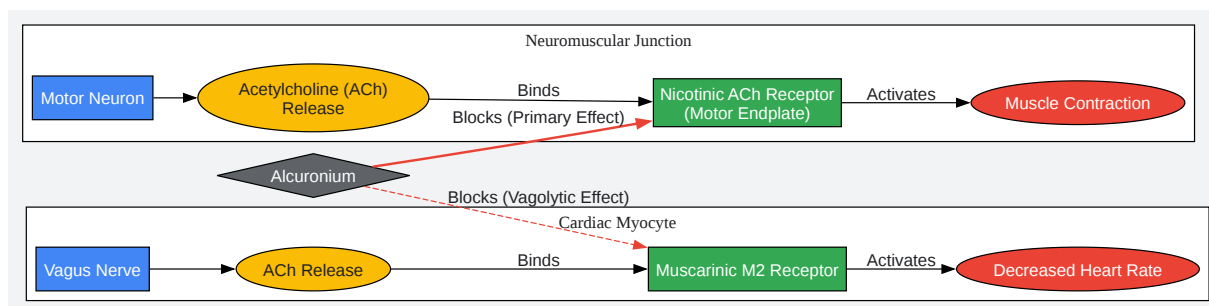 Neuromuscular Junction
Motor Neuron
Acetylcholine (ACh)
Release
Binds
Nicotinic ACh Receptor
(Motor Endplate)
Activates
Muscle Contraction
Blocks (Primary Effect)
Alcuronium
Blocks (Vagolytic Effect)
Cardiac Myocyte
Vagus Nerve
ACh Release
Binds
Muscarinic M2 Receptor
Activates
Decreased Heart Rate